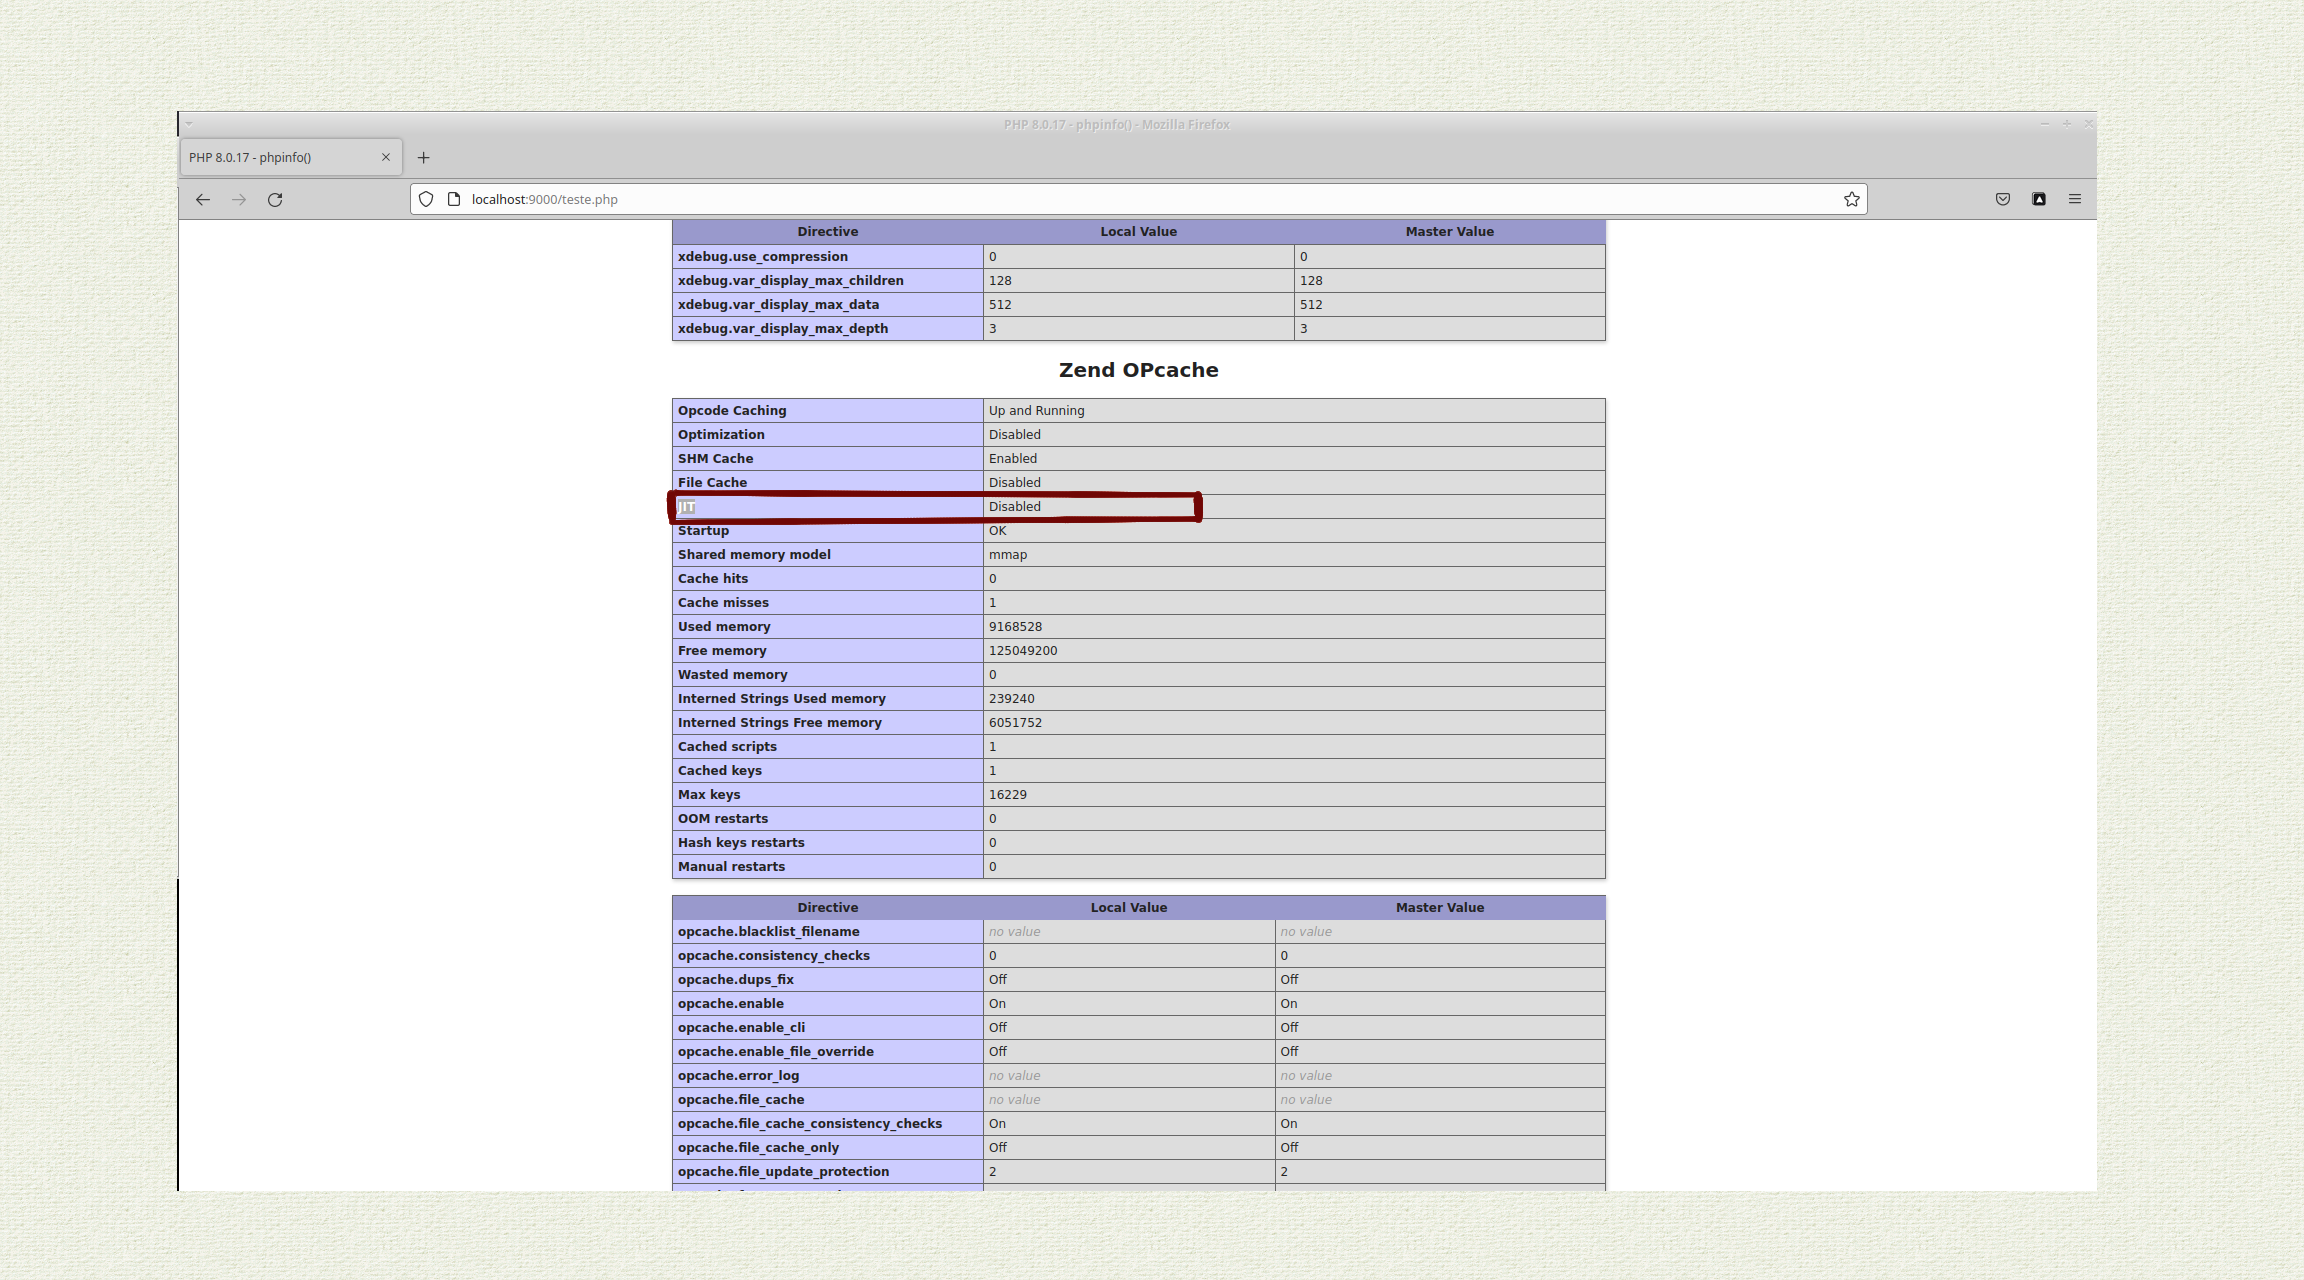 PHP 8.0.17 - phpinfo() - Mozilla Firefox
PHP 8.0.17 - phpinfo()
localhost:9000/teste.php
Directive Local Value Master Value
xdebug.use_compression 0 0
xdebug.var_display_max_children 128 128
xdebug.var_display_max_data 512 512
xdebug.var_display_max_depth 3 3
Zend OPcache
Opcode Caching Up and Running
Optimization Disabled
SHM Cache Enabled
File Cache Disabled
JIT Disabled
Startup OK
Shared memory model mmap
Cache hits 0
Cache misses 1
Used memory 9168528
Free memory 125049200
Wasted memory 0
Interned Strings Used memory 239240
Interned Strings Free memory 6051752
Cached scripts 1
Cached keys 1
Max keys 16229
OOM restarts 0
Hash keys restarts 0
Manual restarts 0
Directive Local Value Master Value
opcache.blacklist_filename no value no value
opcache.consistency_checks 0 0
opcache.dups_fix Off Off
opcache.enable On On
opcache.enable_cli Off Off
opcache.enable_file_override Off Off
opcache.error_log no value no value
opcache.file_cache no value no value
opcache.file_cache_consistency_checks On On
opcache.file_cache_only Off Off
opcache.file_update_protection 2 2